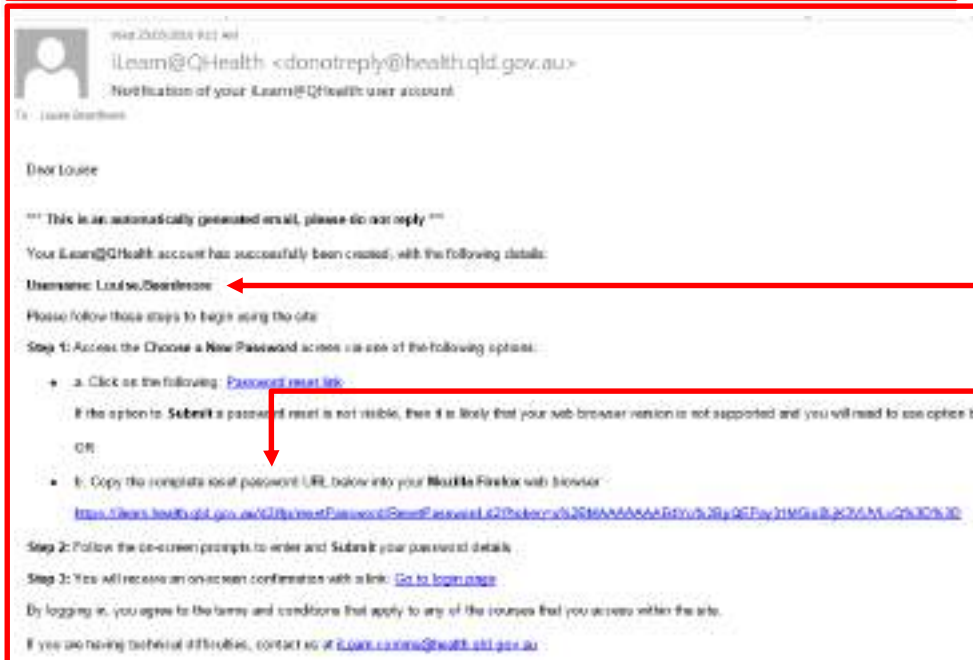 iLearn@QHealth <donotreply@health.qld.gov.au>
Notification of your iLearn@QHealth user account
To Louise
Dear Louise
*** This is an automatically generated email, please do not reply ***
Your iLearn@QHealth account has successfully been created, with the following details:
Username: Louise.Beardmore
Please follow these steps to begin using the site
Step 1: Access the Choose a New Password screen via one of the following options:
• a. Click on the following: Password reset link
If the option to Submit a password reset is not visible, then it is likely that your web browser version is not supported and you will need to use option b
OR
• b. Copy the complete reset password URL below into your Mozilla Firefox web browser
Step 2: Follow the on-screen prompts to enter and Submit your password details
Step 3: You will receive an on-screen confirmation with a link: Go to login page
By logging in, you agree to the terms and conditions that apply to any of the courses that you access within the site.
If you are having technical difficulties, contact us at iLearn.comms@health.qld.gov.au